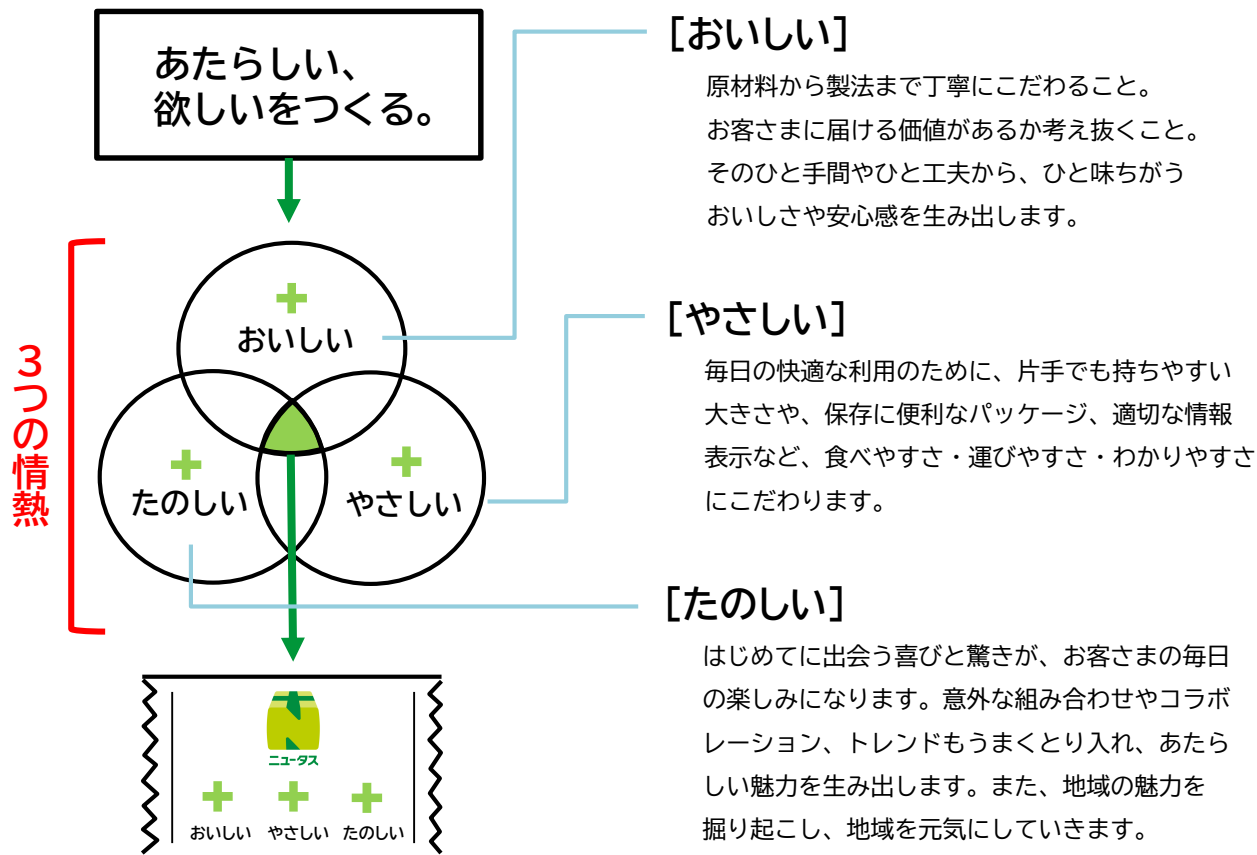 あたらしい、
欲しいをつくる。
3つの情熱
おいしい
たのしい
やさしい
ニュータス
おいしい やさしい たのしい
［おいしい］
原材料から製法まで丁寧にこだわること。
お客さまに届ける価値があるか考え抜くこと。
そのひと手間やひと工夫から、ひと味ちがう
おいしさや安心感を生み出します。
［やさしい］
毎日の快適な利用のために、片手でも持ちやすい
大きさや、保存に便利なパッケージ、適切な情報
表示など、食べやすさ・運びやすさ・わかりやすさ
にこだわります。
［たのしい］
はじめてに出会う喜びと驚きが、お客さまの毎日
の楽しみになります。意外な組み合わせやコラボ
レーション、トレンドもうまくとり入れ、あたら
しい魅力を生み出します。また、地域の魅力を
掘り起こし、地域を元気にしていきます。